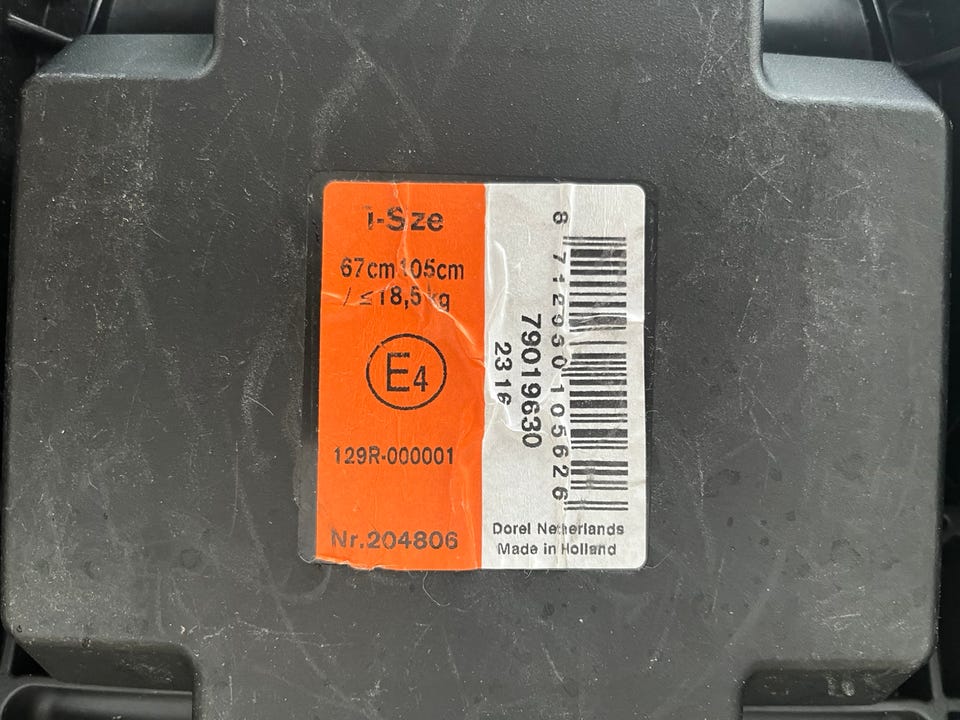 i-Size
67cm 105cm
/ ≤18,5kg
E4
129R-000001
Nr.204806
8 712930 105626
79019630
2316
Dorel Netherlands
Made in Holland